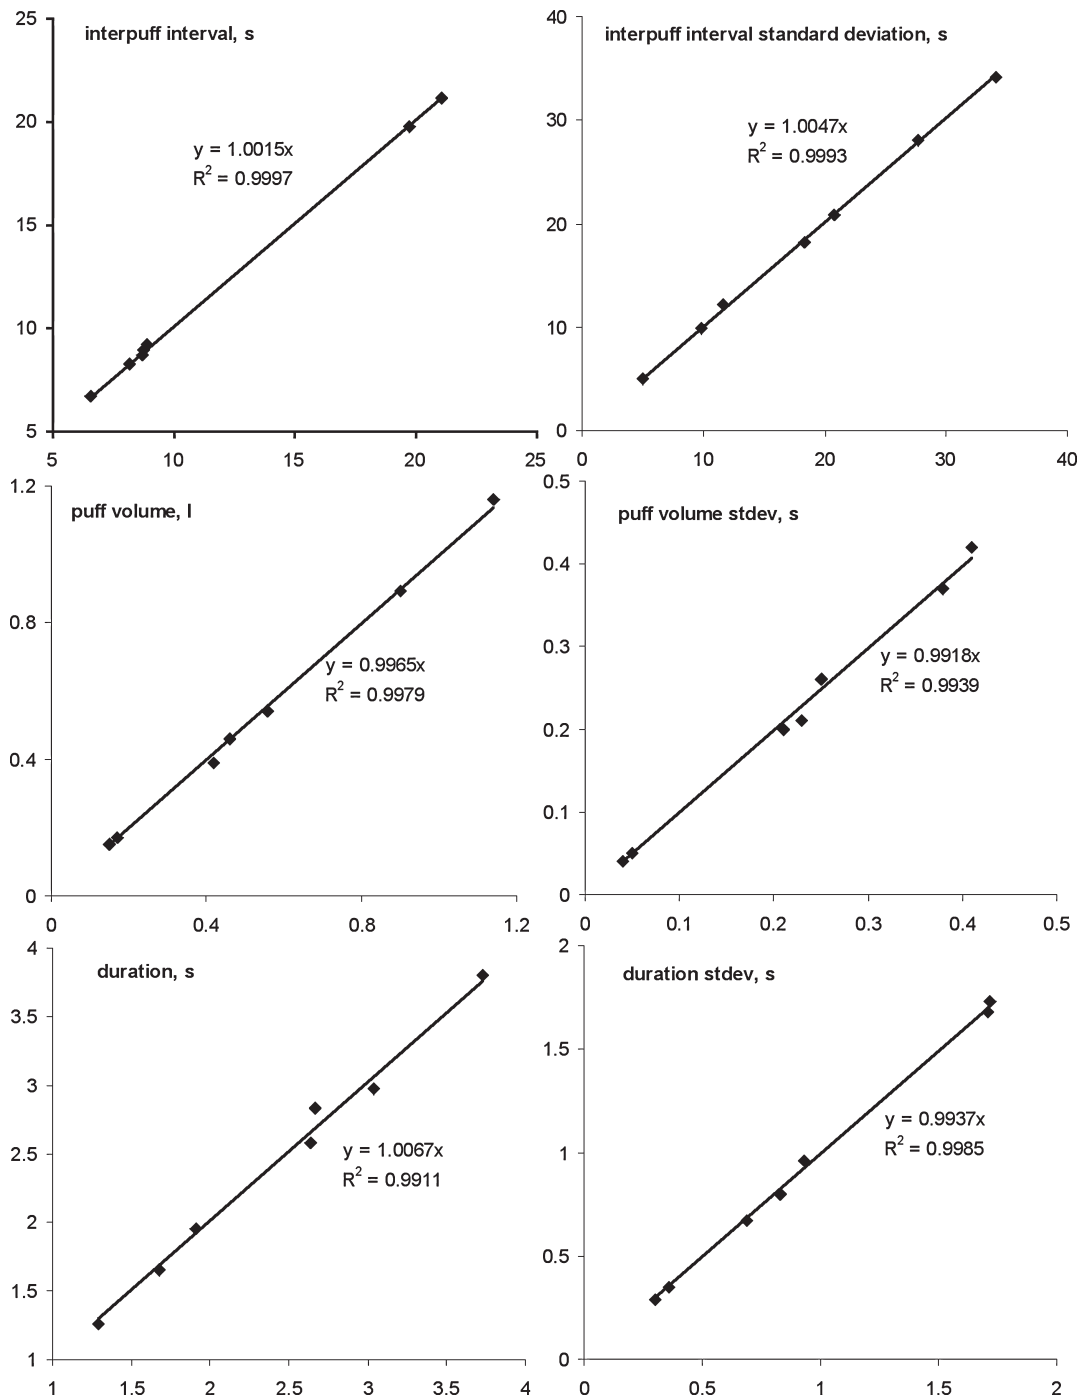 interpuff interval, s
y = 1.0015x
R² = 0.9997
25
20
15
10
5
5 10 15 20 25
interpuff interval standard deviation, s
y = 1.0047x
R² = 0.9993
40
30
20
10
0
0 10 20 30 40
puff volume, l
y = 0.9965x
R² = 0.9979
1.2
0.8
0.4
0
0 0.4 0.8 1.2
puff volume stdev, s
y = 0.9918x
R² = 0.9939
0.5
0.4
0.3
0.2
0.1
0
0 0.1 0.2 0.3 0.4 0.5
duration, s
y = 1.0067x
R² = 0.9911
4
3.5
3
2.5
2
1.5
1
1 1.5 2 2.5 3 3.5 4
duration stdev, s
y = 0.9937x
R² = 0.9985
2
1.5
1
0.5
0
0 0.5 1 1.5 2